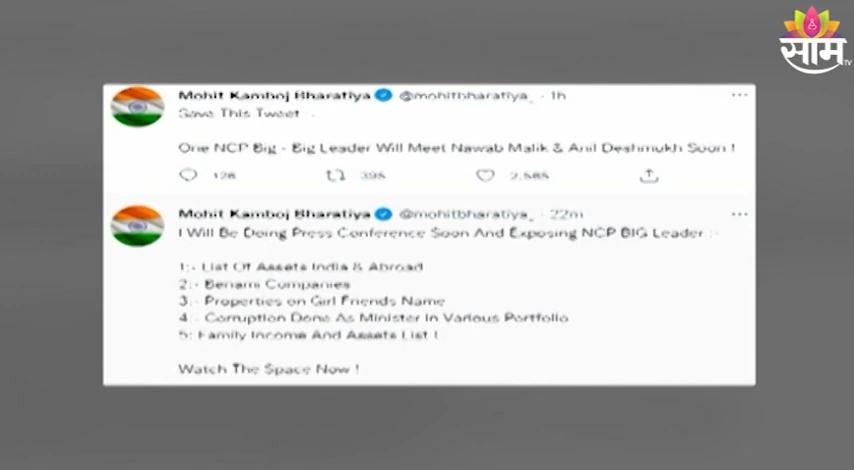 साम TV
Mohit Kamboj Bharatiya @mohitbharatiya_ · 1h ...
Save This Tweet
One NCP Big - Big Leader Will Meet Nawab Malik & Anil Deshmukh Soon !
126 395 2,585
Mohit Kamboj Bharatiya @mohitbharatiya_ · 22m ...
I Will Be Doing Press Conference Soon And Exposing NCP BIG Leader :-
1:- List Of Assets India & Abroad
2:- Benami Companies
3:- Properties on Girl Friends Name
4:- Corruption Done As Minister In Various Portfolio
5: Family Income And Assets List !
Watch The Space Now !